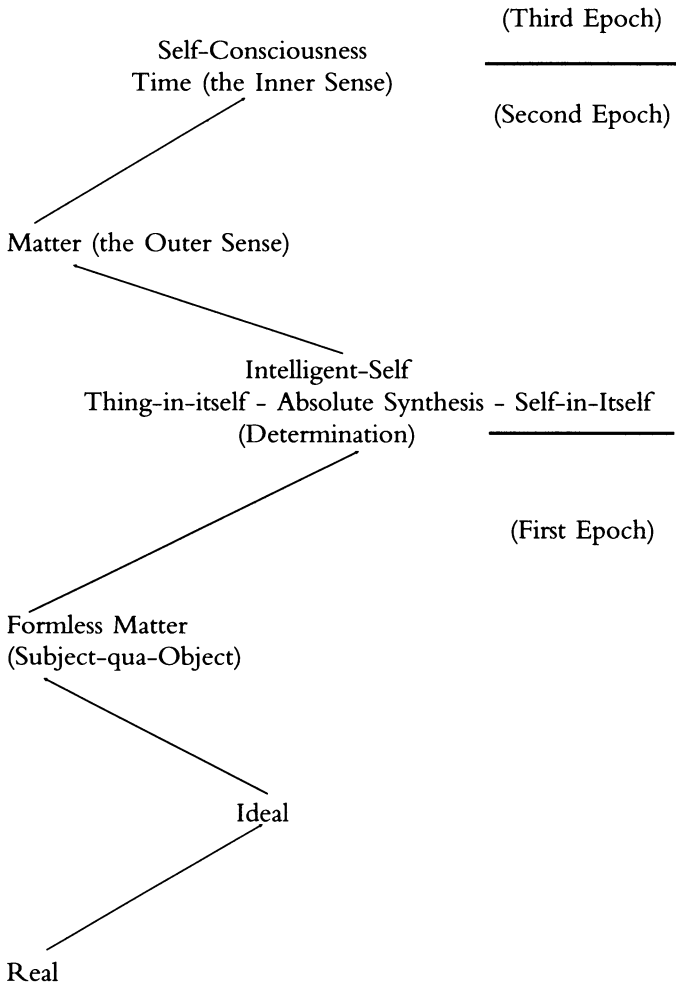 (Third Epoch)
Self-Consciousness
Time (the Inner Sense)
(Second Epoch)
Matter (the Outer Sense)
Intelligent-Self
Thing-in-itself - Absolute Synthesis - Self-in-Itself
(Determination)
(First Epoch)
Formless Matter
(Subject-qua-Object)
Ideal
Real